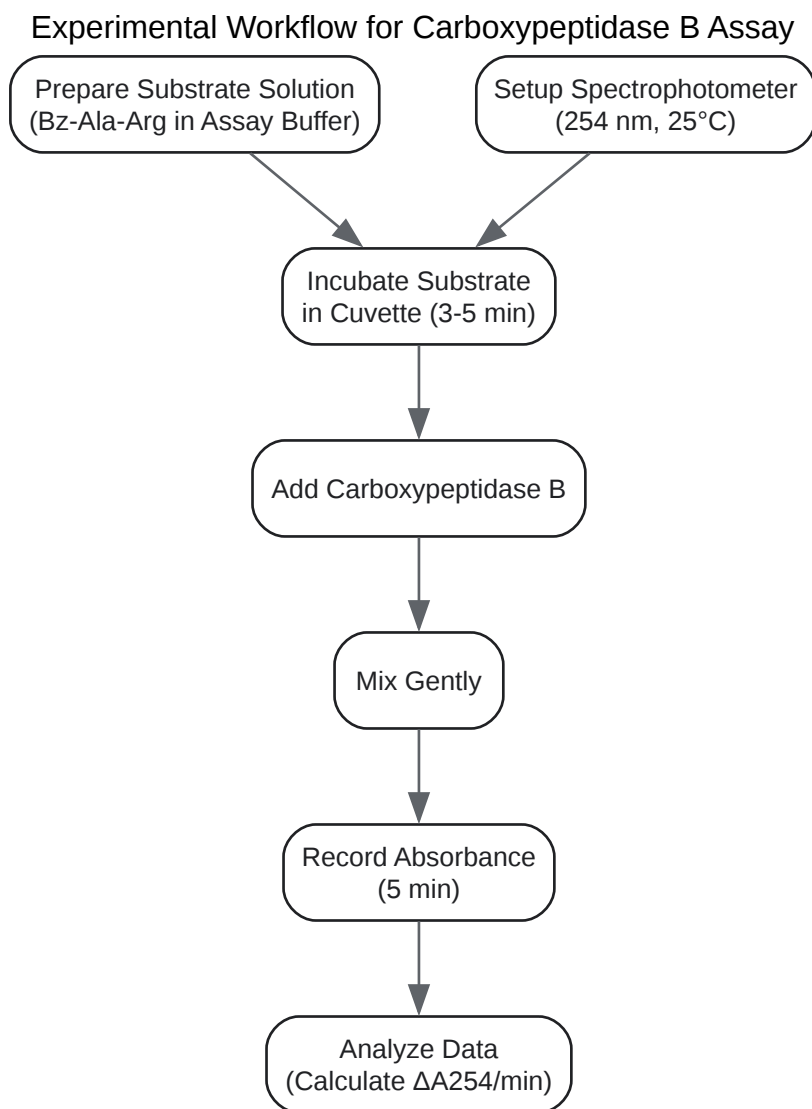 Experimental Workflow for Carboxypeptidase B Assay
Prepare Substrate Solution
(Bz-Ala-Arg in Assay Buffer)
Setup Spectrophotometer
(254 nm, 25°C)
Incubate Substrate
in Cuvette (3-5 min)
Add Carboxypeptidase B
Mix Gently
Record Absorbance
(5 min)
Analyze Data
(Calculate ΔA254/min)